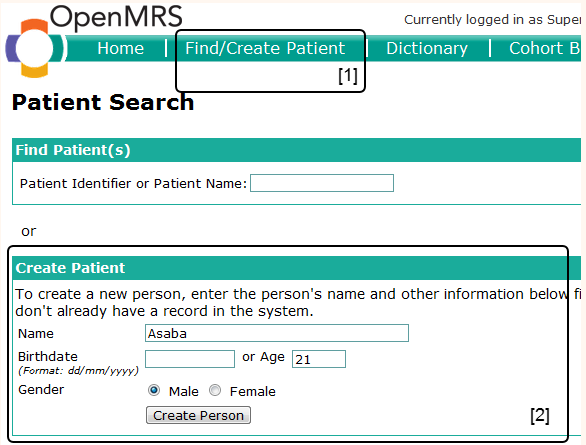 OpenMRS
Currently logged in as Super
Home | Find/Create Patient | Dictionary | Cohort B
[1]
Patient Search
Find Patient(s)
Patient Identifier or Patient Name:
or
Create Patient
To create a new person, enter the person's name and other information below fi
don't already have a record in the system.
Name Asaba
Birthdate or Age 21
(Format: dd/mm/yyyy)
Gender Male Female
Create Person
[2]